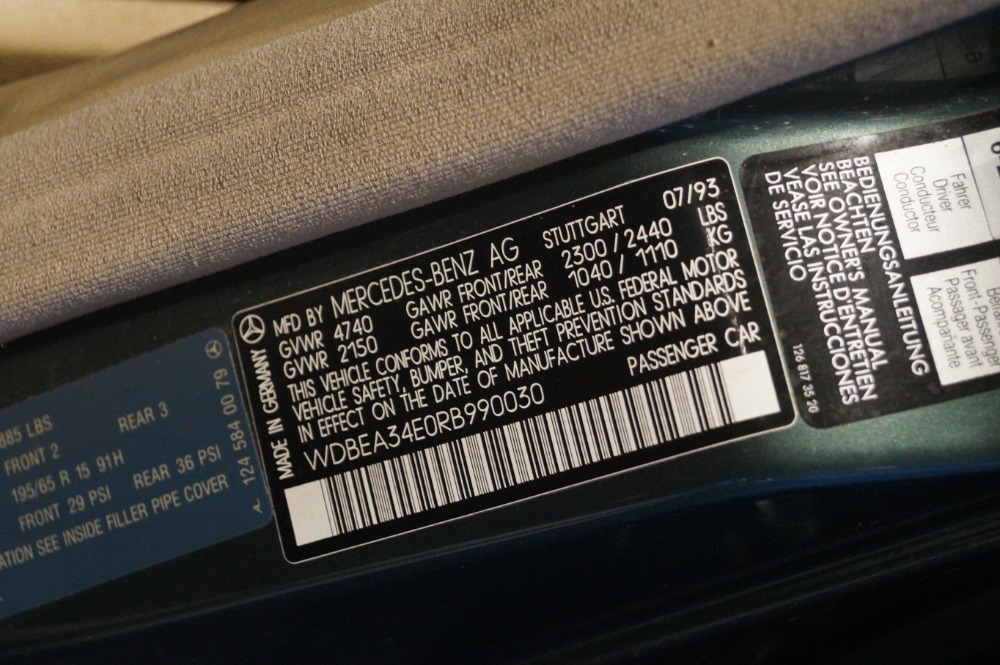 885 LBS
FRONT 2 REAR 3
195/65 R 15 91H
FRONT 29 PSI REAR 36 PSI
SEE INSIDE FILLER PIPE COVER
A 124 584 00 79
MADE IN GERMANY
MFD BY MERCEDES-BENZ AG STUTTGART 07/93
GVWR 4740 GAWR FRONT/REAR 2300 / 2440 LBS
GVWR 2150 GAWR FRONT/REAR 1040 / 1110 KG
THIS VEHICLE CONFORMS TO ALL APPLICABLE U.S. FEDERAL MOTOR
VEHICLE SAFETY, BUMPER, AND THEFT PREVENTION STANDARDS
IN EFFECT ON THE DATE OF MANUFACTURE SHOWN ABOVE
WDBEA34E0RB990030 PASSENGER CAR
BEDIENUNGSANLEITUNG
BEACHTEN
SEE OWNER'S MANUAL
VOIR NOTICE D'ENTRETIEN
VEASE LAS INSTRUCCIONES
DE SERVICIO
126 817 35 20
Fahrer
Driver
Conducteur
Conductor
Front-Passenger
Passager avant
Acompañante